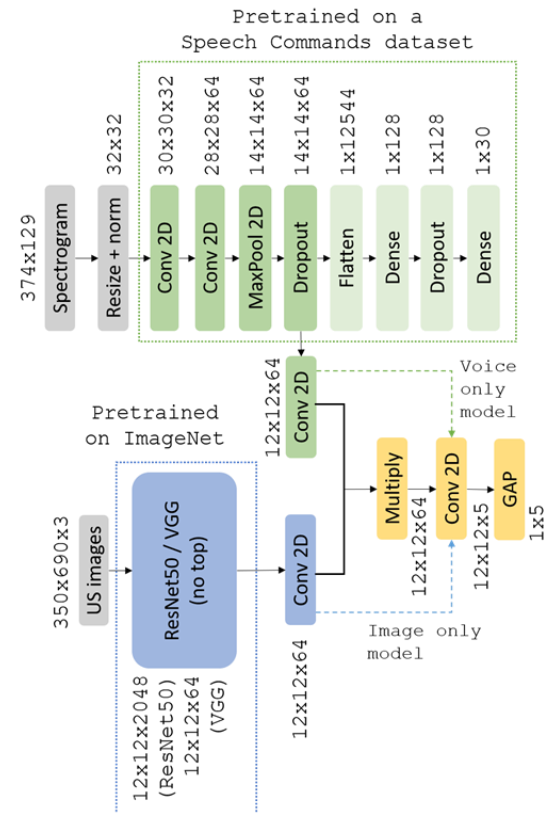 Pretrained on a
Speech Commands dataset
374x129
Spectrogram
32x32
Resize + norm
30x30x32
Conv 2D
28x28x64
Conv 2D
14x14x64
MaxPool 2D
14x14x64
Dropout
1x12544
Flatten
1x128
Dense
1x128
Dropout
1x30
Dense
Pretrained
on ImageNet
350x690x3
US images
ResNet50 / VGG
(no top)
12x12x2048
(ResNet50)
12x12x64
(VGG)
12x12x64
Conv 2D
12x12x64
Conv 2D
Voice
only
model
Image only
model
Multiply
12x12x64
Conv 2D
12x12x5
GAP
1x5